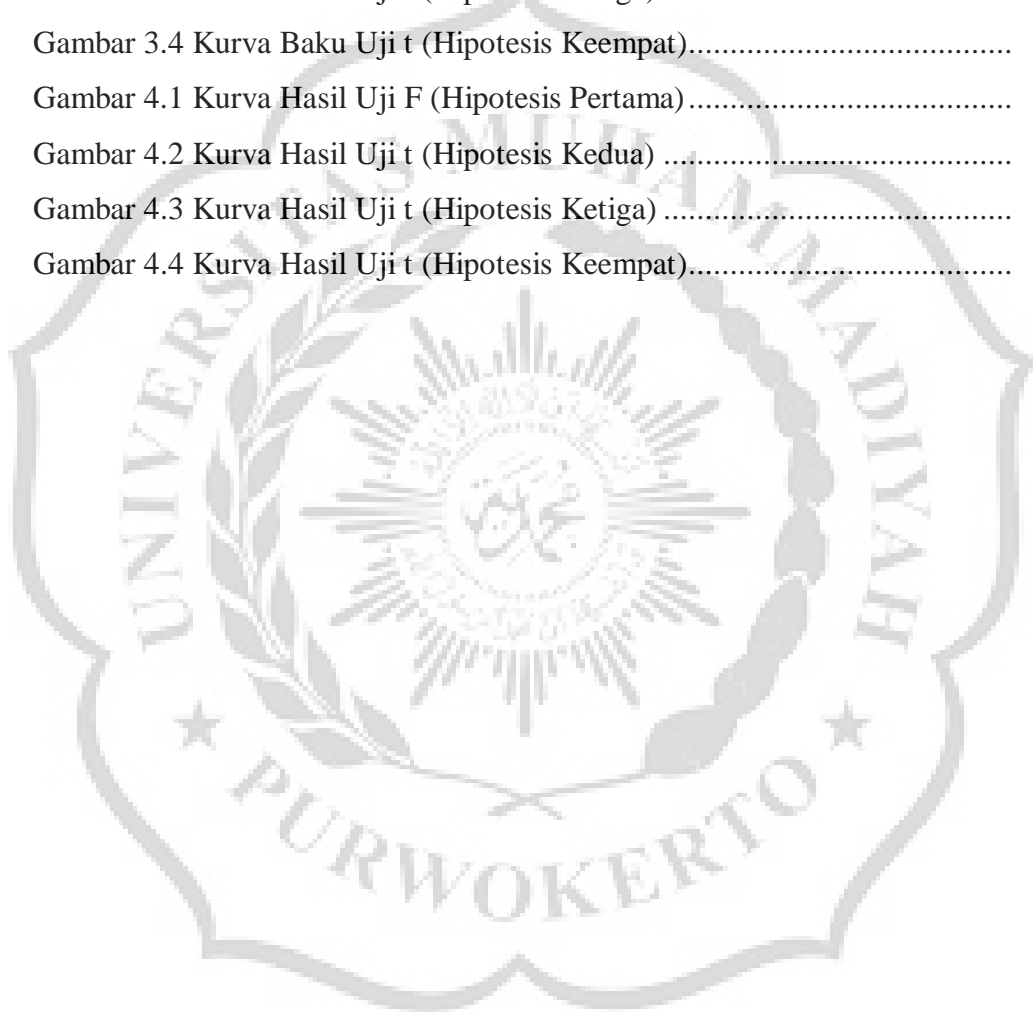 Gambar 3.4 Kurva Baku Uji t (Hipotesis Keempat).......................................
Gambar 4.1 Kurva Hasil Uji F (Hipotesis Pertama).......................................
Gambar 4.2 Kurva Hasil Uji t (Hipotesis Kedua) ..........................................
Gambar 4.3 Kurva Hasil Uji t (Hipotesis Ketiga) ..........................................
Gambar 4.4 Kurva Hasil Uji t (Hipotesis Keempat).......................................
UNIVERSITAS MUHAMMADIYAH
PURWOKERTO